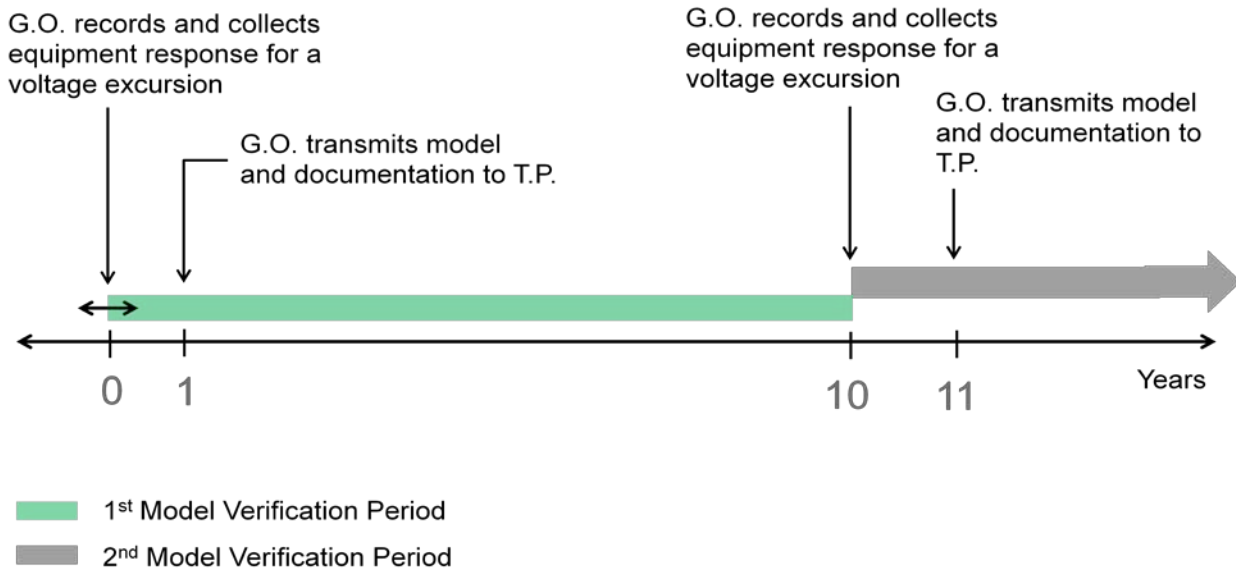 G.O. records and collects
equipment response for a
voltage excursion
G.O. transmits model
and documentation to T.P.
G.O. records and collects
equipment response for a
voltage excursion
G.O. transmits model
and documentation to
T.P.
0 1 10 11
Years
1st Model Verification Period
2nd Model Verification Period